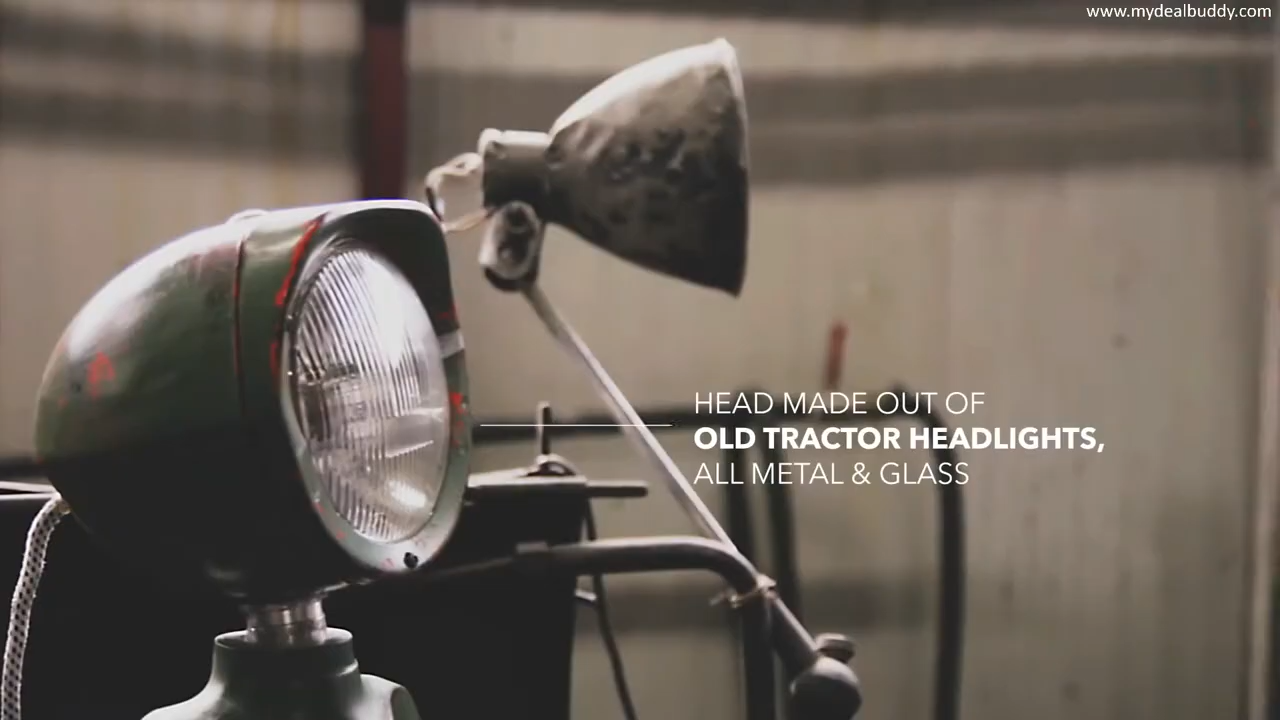 www.mydealbuddy.com
HEAD MADE OUT OF
OLD TRACTOR HEADLIGHTS,
ALL METAL & GLASS